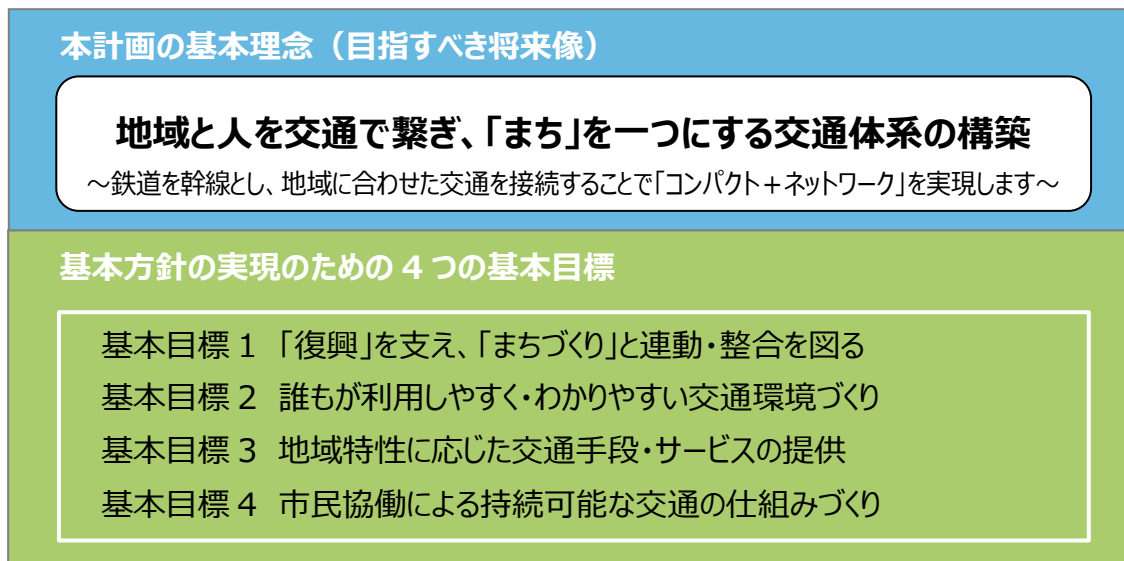 本計画の基本理念（目指すべき将来像）
地域と人を交通で繋ぎ、「まち」を一つにする交通体系の構築
～鉄道を幹線とし、地域に合わせた交通を接続することで「コンパクト＋ネットワーク」を実現します～
基本方針の実現のための４つの基本目標
基本目標１ 「復興」を支え、「まちづくり」と連動・整合を図る
基本目標２ 誰もが利用しやすく・わかりやすい交通環境づくり
基本目標３ 地域特性に応じた交通手段・サービスの提供
基本目標４ 市民協働による持続可能な交通の仕組みづくり